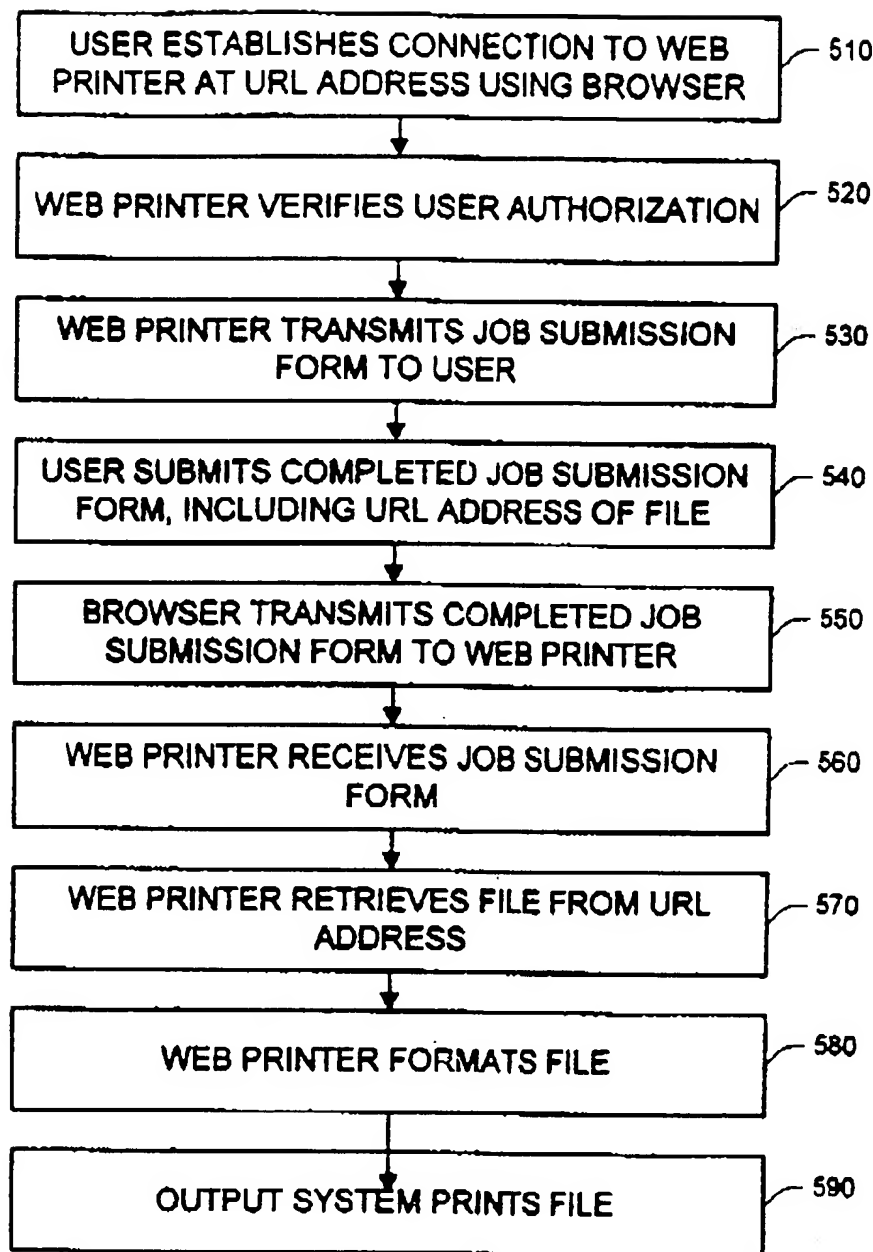 USER ESTABLISHES CONNECTION TO WEB
PRINTER AT URL ADDRESS USING BROWSER
510
WEB PRINTER VERIFIES USER AUTHORIZATION
520
WEB PRINTER TRANSMITS JOB SUBMISSION
FORM TO USER
530
USER SUBMITS COMPLETED JOB SUBMISSION
FORM, INCLUDING URL ADDRESS OF FILE
540
BROWSER TRANSMITS COMPLETED JOB
SUBMISSION FORM TO WEB PRINTER
550
WEB PRINTER RECEIVES JOB SUBMISSION
FORM
560
WEB PRINTER RETRIEVES FILE FROM URL
ADDRESS
570
WEB PRINTER FORMATS FILE
580
OUTPUT SYSTEM PRINTS FILE
590